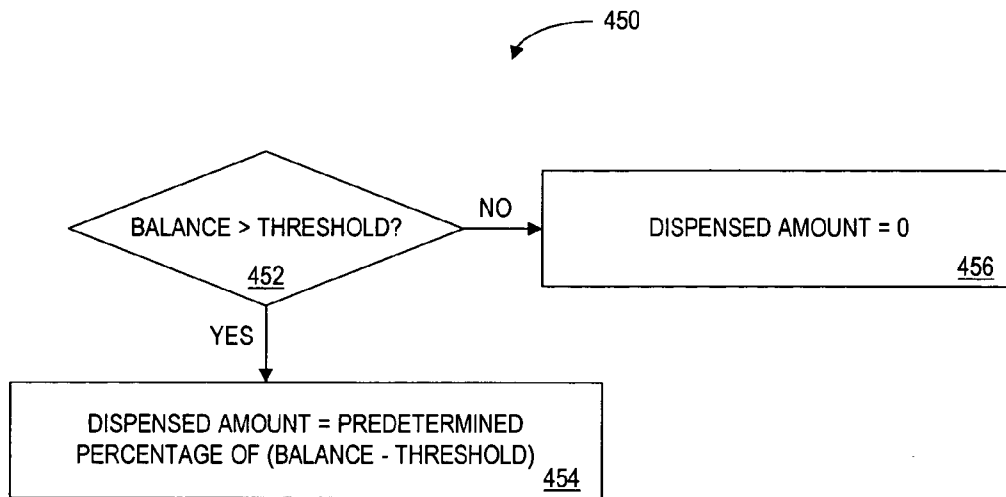 450
BALANCE > THRESHOLD?
452
NO
DISPENSED AMOUNT = 0
456
YES
DISPENSED AMOUNT = PREDETERMINED
PERCENTAGE OF (BALANCE - THRESHOLD)
454